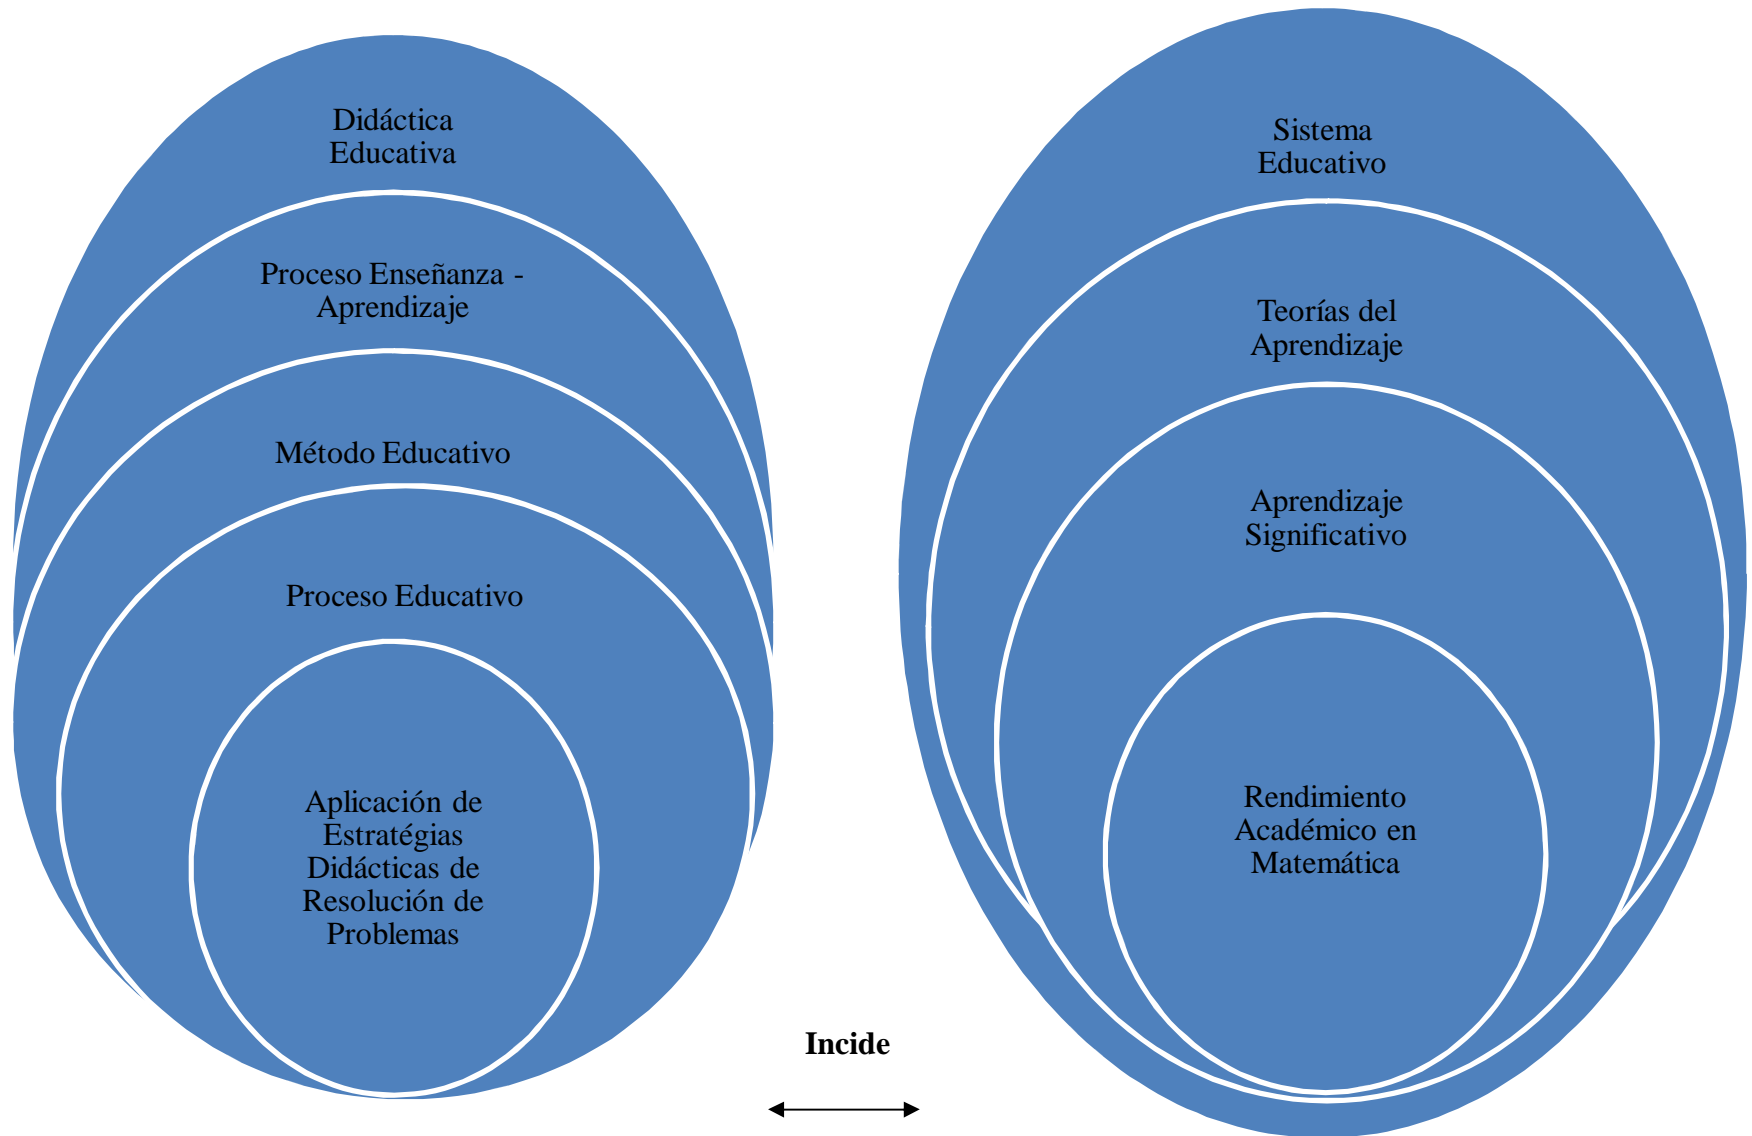 Didáctica
Educativa
Proceso Enseñanza -
Aprendizaje
Método Educativo
Proceso Educativo
Aplicación de
Estratégias
Didácticas de
Resolución de
Problemas
Sistema
Educativo
Teorías del
Aprendizaje
Aprendizaje
Significativo
Rendimiento
Académico en
Matemática
Incide